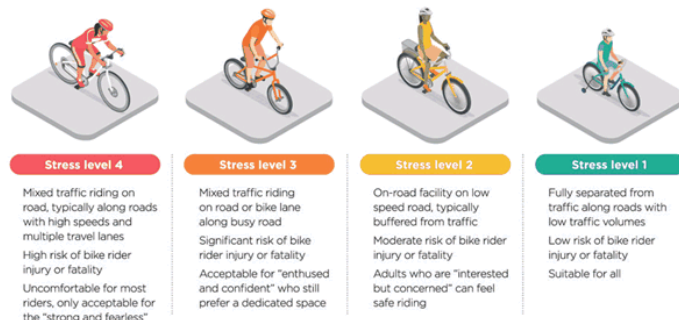 Stress level 4
Mixed traffic riding on
road, typically along roads
with high speeds and
multiple travel lanes
High risk of bike rider
injury or fatality
Uncomfortable for most
riders, only acceptable for
the "strong and fearless"
Stress level 3
Mixed traffic riding
on road or bike lane
along busy road
Significant risk of bike
rider injury or fatality
Acceptable for "enthused
and confident" who still
prefer a dedicated space
Stress level 2
On-road facility on low
speed road, typically
buffered from traffic
Moderate risk of bike rider
injury or fatality
Adults who are "interested
but concerned" can feel
safe riding
Stress level 1
Fully separated from
traffic along roads with
low traffic volumes
Low risk of bike rider
injury or fatality
Suitable for all